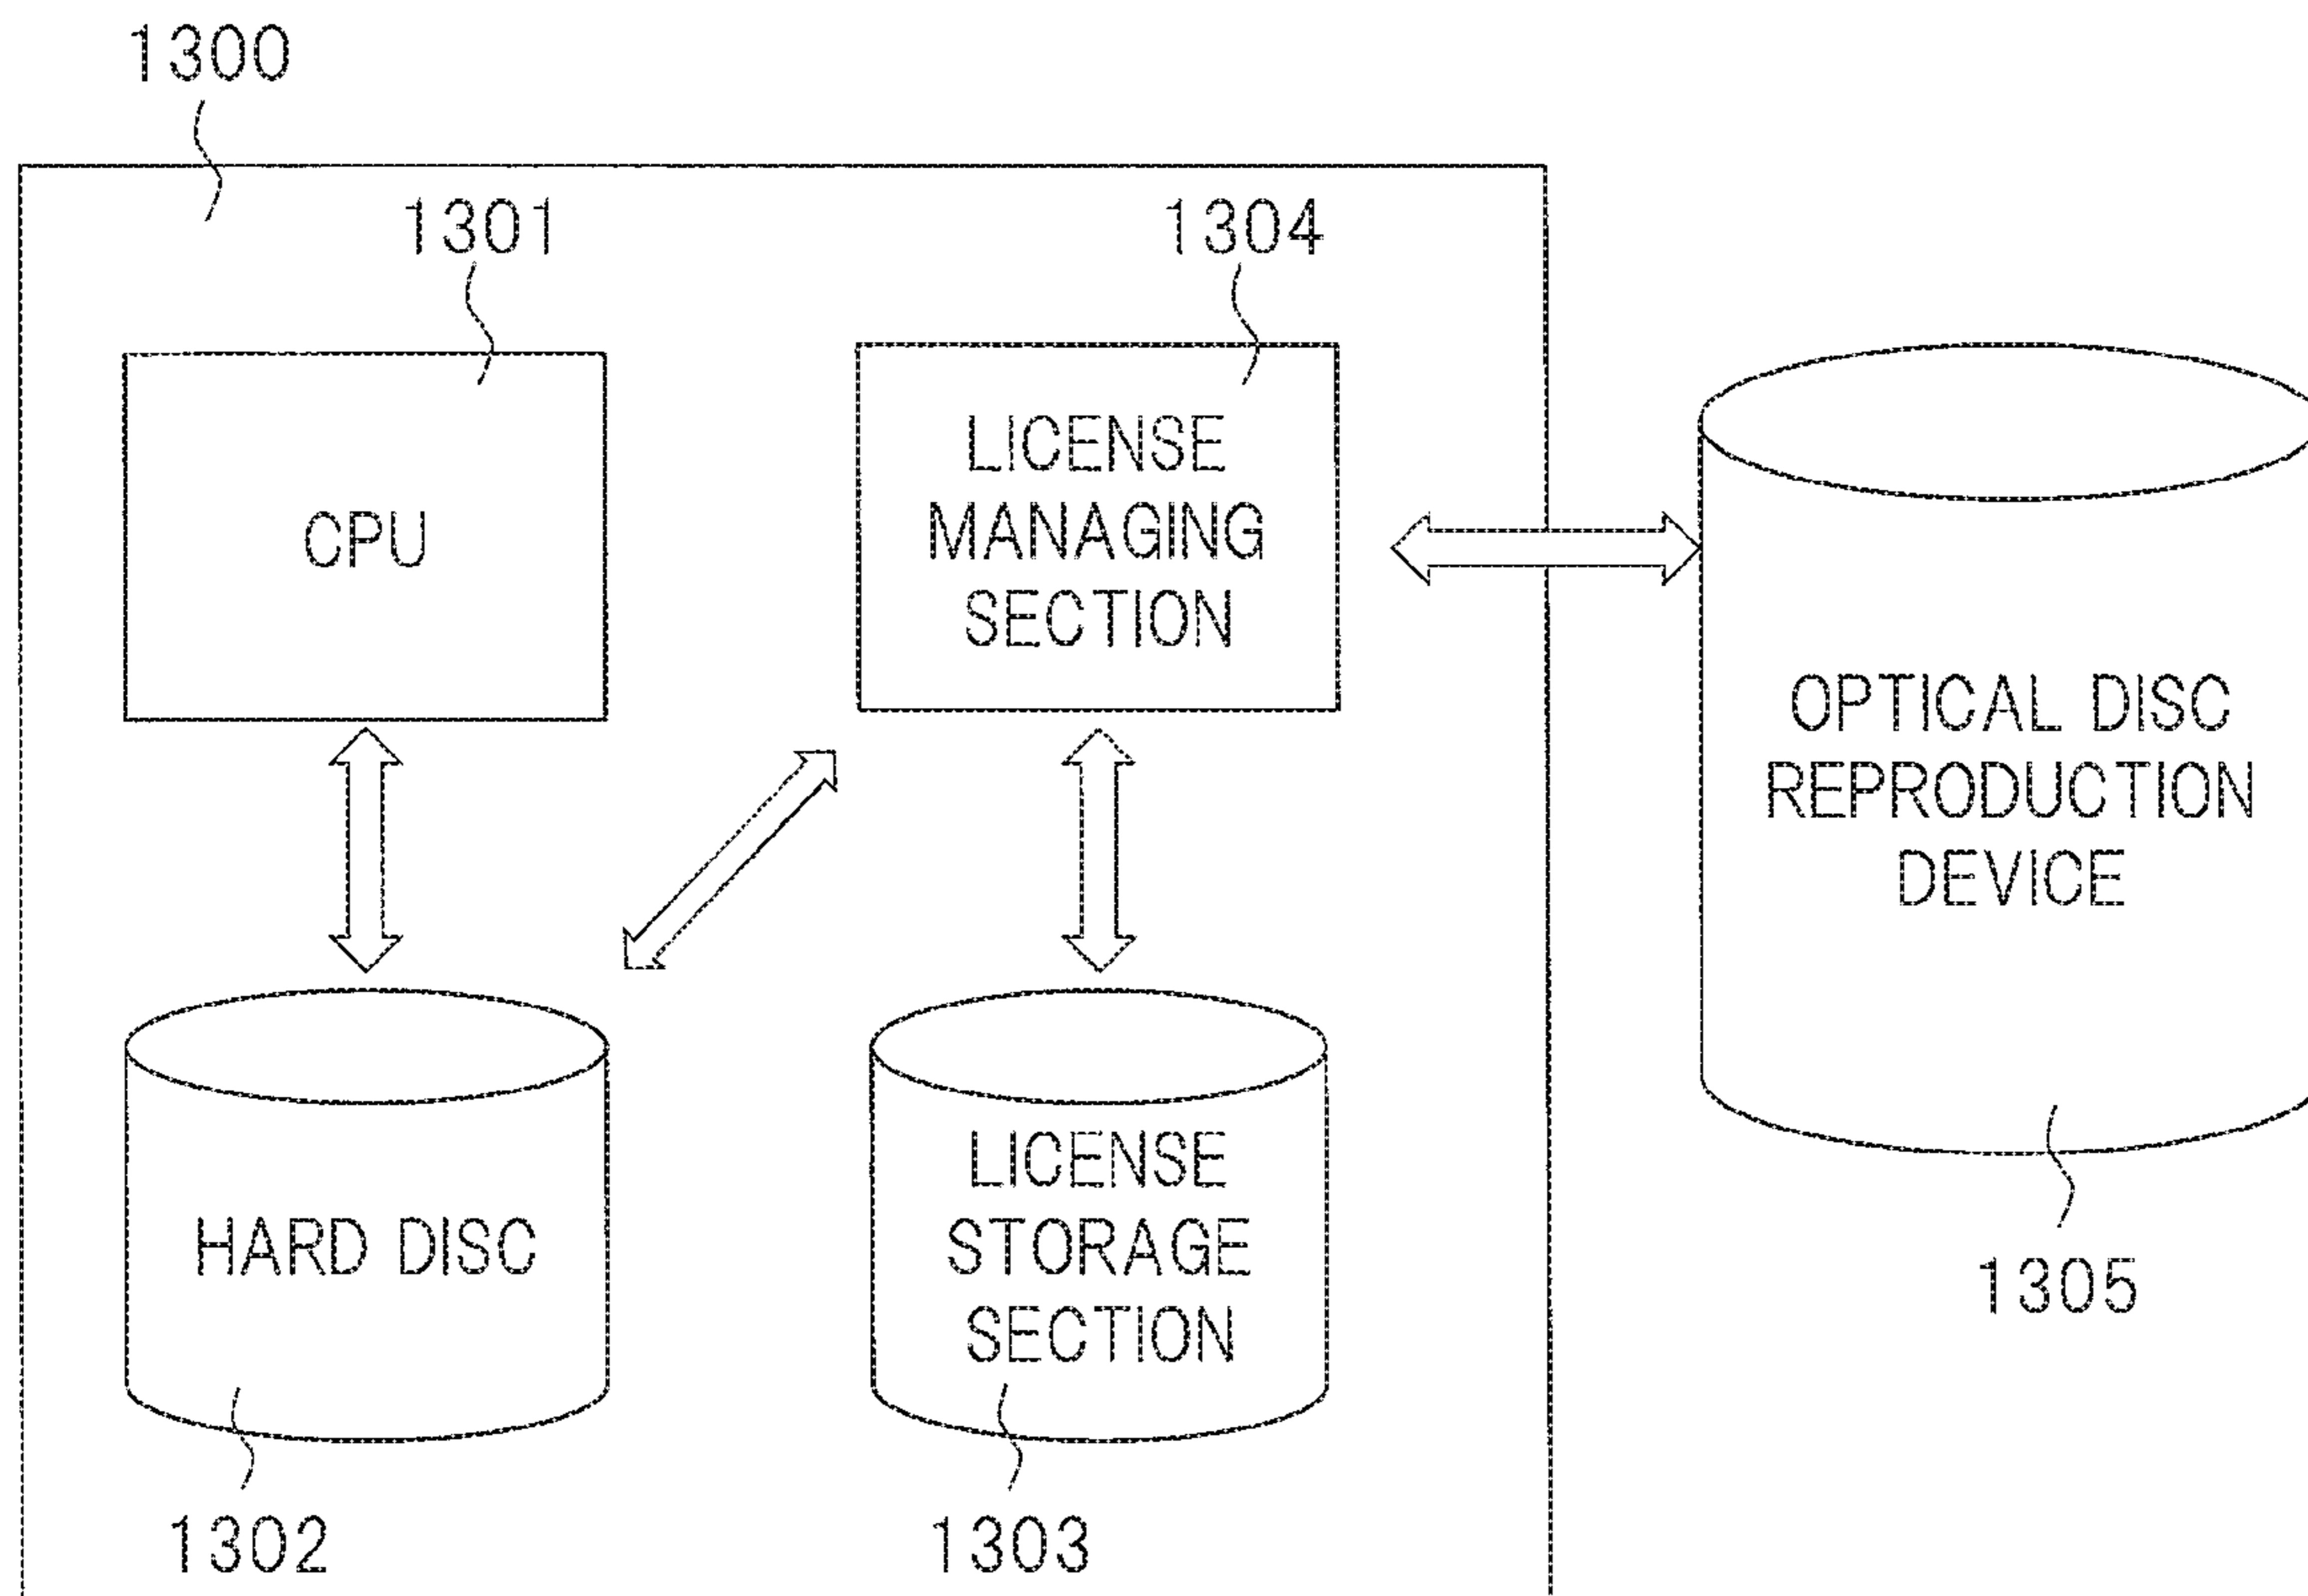 1300
1301
1304
CPU
LICENSE
MANAGING
SECTION
OPTICAL DISC
REPRODUCTION
DEVICE
HARD DISC
LICENSE
STORAGE
SECTION
1305
1302
1303